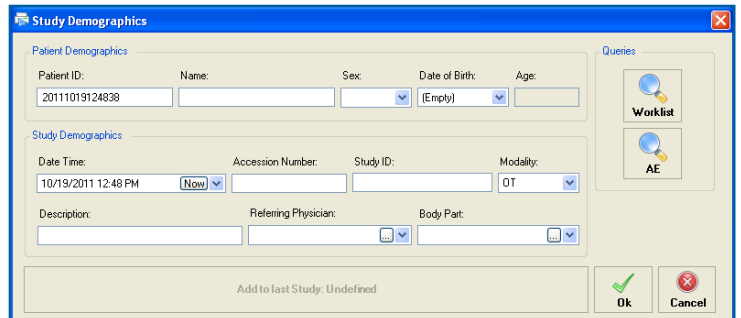 Study Demographics
Patient Demographics
Queries
Patient ID: Name: Sex: Date of Birth: Age:
20111019124838 (Empty)
Worklist
Study Demographics
Date Time: Accession Number: Study ID: Modality:
AE
10/19/2011 12:48 PM Now OT
Description: Referring Physician: Body Part:
... ...
Add to last Study: Undefined
Ok Cancel